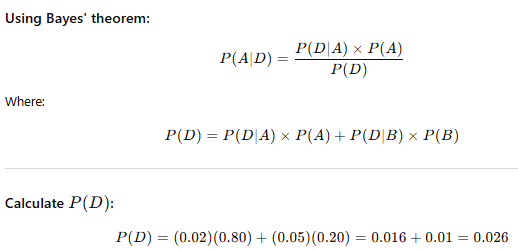 Using Bayes' theorem:
P(A|D) = P(D|A) × P(A) / P(D)
Where:
P(D) = P(D|A) × P(A) + P(D|B) × P(B)
Calculate P(D):
P(D) = (0.02)(0.80) + (0.05)(0.20) = 0.016 + 0.01 = 0.026